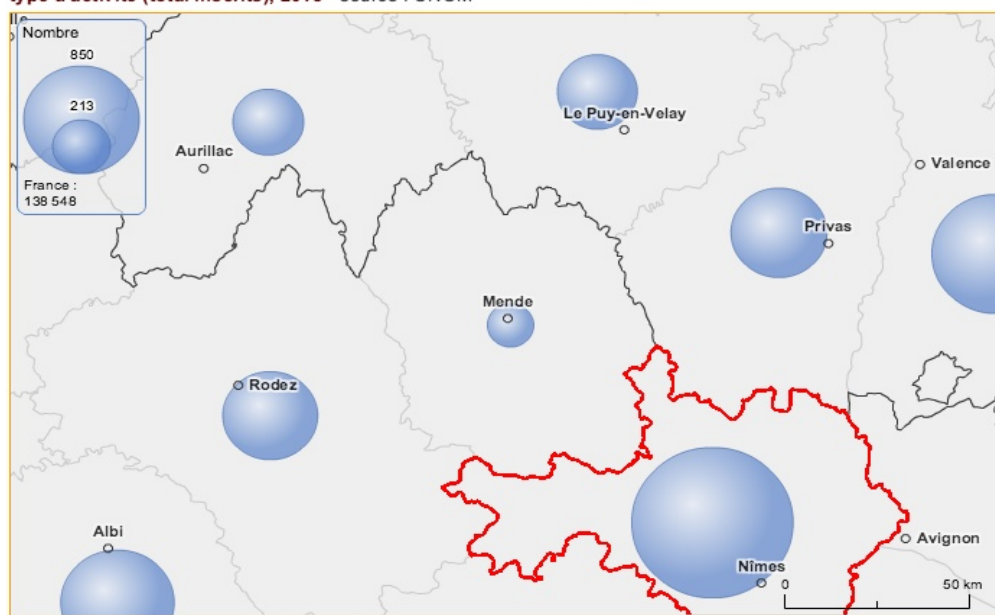 Nombre
850
213
France :
138 548
Aurillac
Le Puy-en-Velay
Valence
Privas
Mende
Rodez
Albi
Avignon
Nîmes
0
50 km